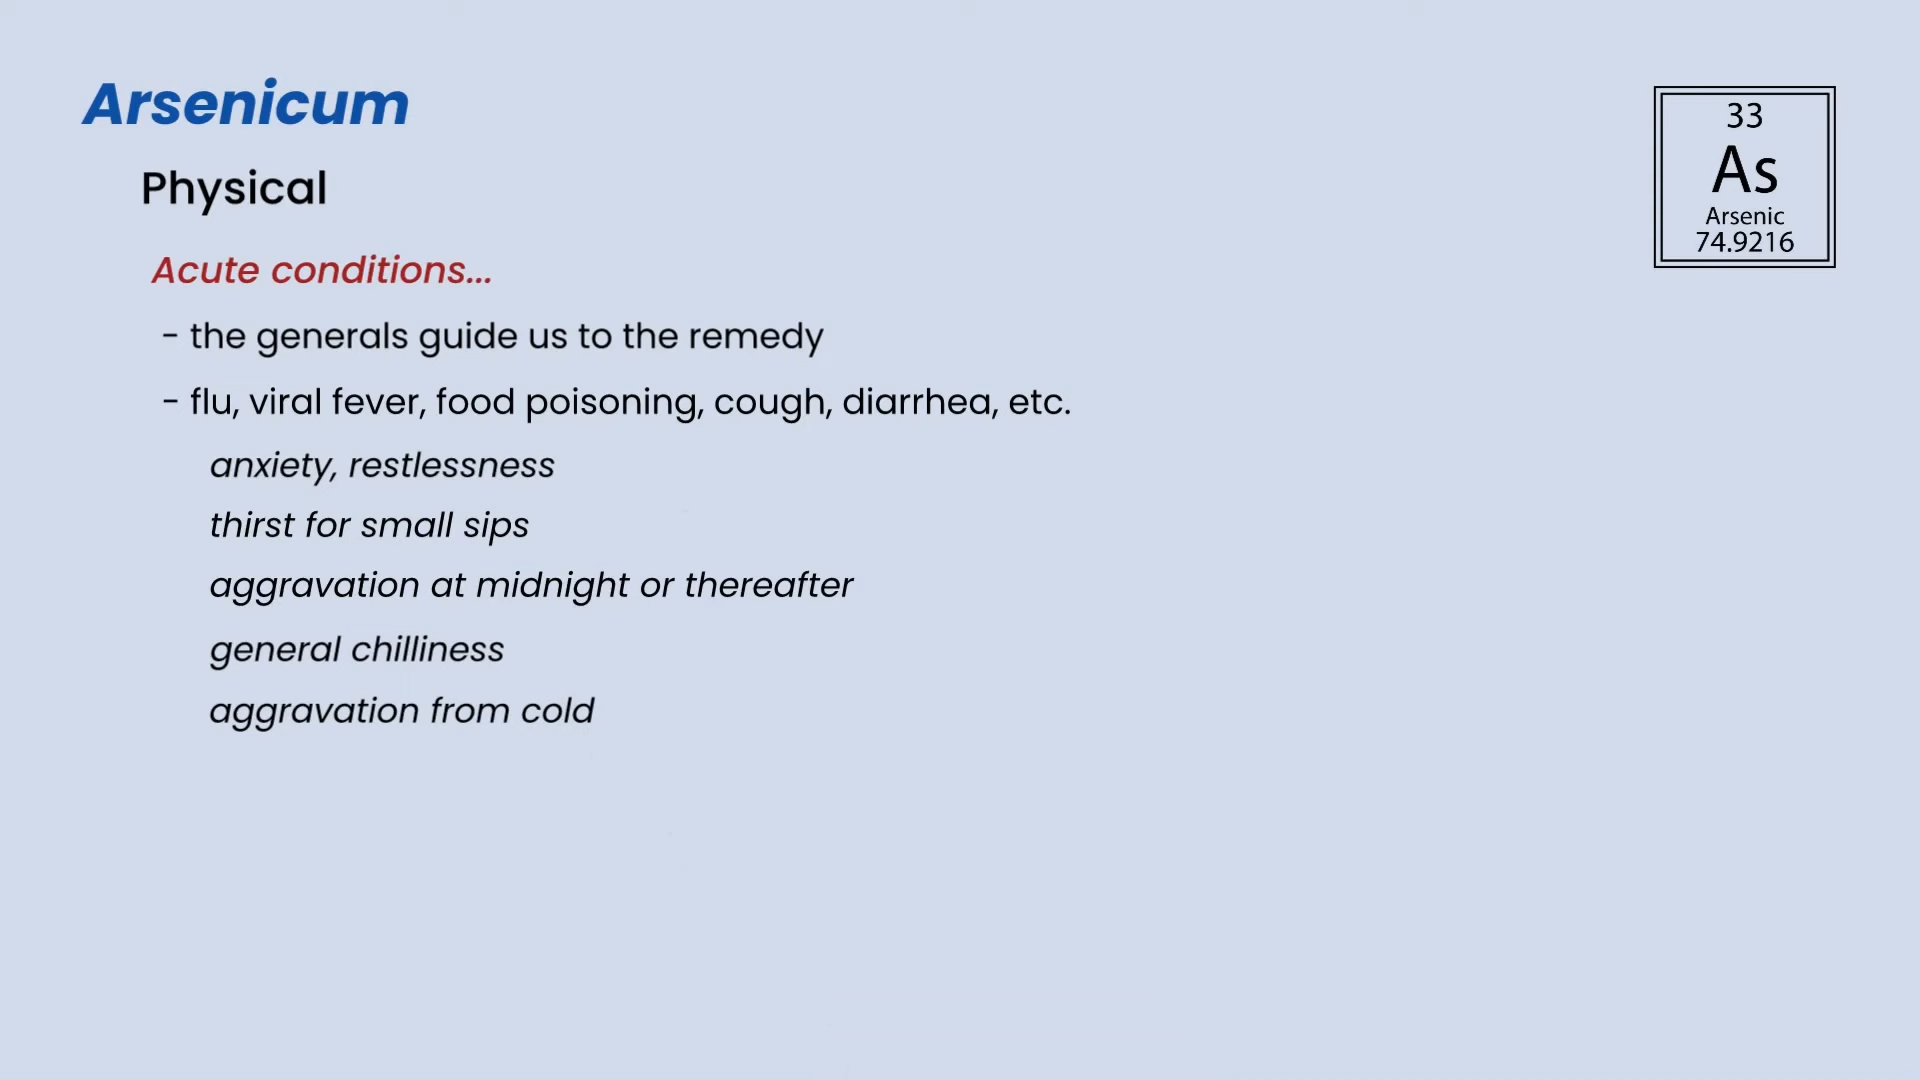 Arsenicum
Physical
Acute conditions...
- the generals guide us to the remedy
- flu, viral fever, food poisoning, cough, diarrhea, etc.
anxiety, restlessness
thirst for small sips
aggravation at midnight or thereafter
general chilliness
aggravation from cold
33
As
Arsenic
74.9216